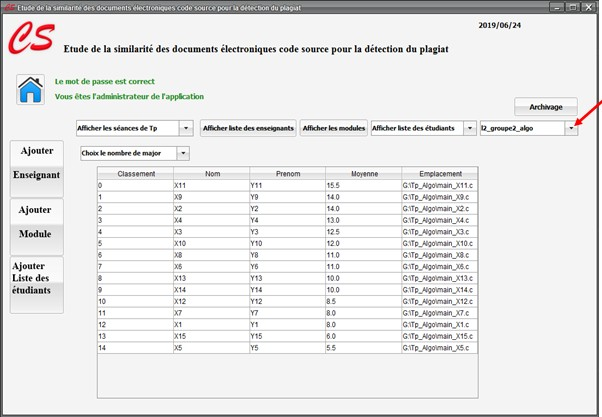 Etude de la similarité des documents électroniques code source pour la détection du plagiat
2019/06/24
CS
Etude de la similarité des documents électroniques code source pour la détection du plagiat
Le mot de passe est correct
Vous êtes l'administrateur de l'application
Archivage
Afficher les séances de Tp Afficher liste des enseignants Afficher les modules Afficher liste des étudiants l2_groupe2_algo
Ajouter
Enseignant
Ajouter
Module
Ajouter
Liste des
étudiants
Choix le nombre de major
Classement Nom Prenom Moyenne Emplacement
0 X11 Y11 15.5 G:\Tp_Algo\main_X11.c
1 X9 Y9 14.0 G:\Tp_Algo\main_X9.c
2 X2 Y2 14.0 G:\Tp_Algo\main_X2.c
3 X4 Y4 13.0 G:\Tp_Algo\main_X4.c
4 X3 Y3 12.5 G:\Tp_Algo\main_X3.c
5 X10 Y10 12.0 G:\Tp_Algo\main_X10.c
6 X8 Y8 11.0 G:\Tp_Algo\main_X8.c
7 X6 Y6 11.0 G:\Tp_Algo\main_X6.c
8 X13 Y13 10.0 G:\Tp_Algo\main_X13.c
9 X14 Y14 10.0 G:\Tp_Algo\main_X14.c
10 X12 Y12 8.5 G:\Tp_Algo\main_X12.c
11 X7 Y7 8.0 G:\Tp_Algo\main_X7.c
12 X1 Y1 8.0 G:\Tp_Algo\main_X1.c
13 X15 Y15 6.0 G:\Tp_Algo\main_X15.c
14 X5 Y5 5.5 G:\Tp_Algo\main_X5.c